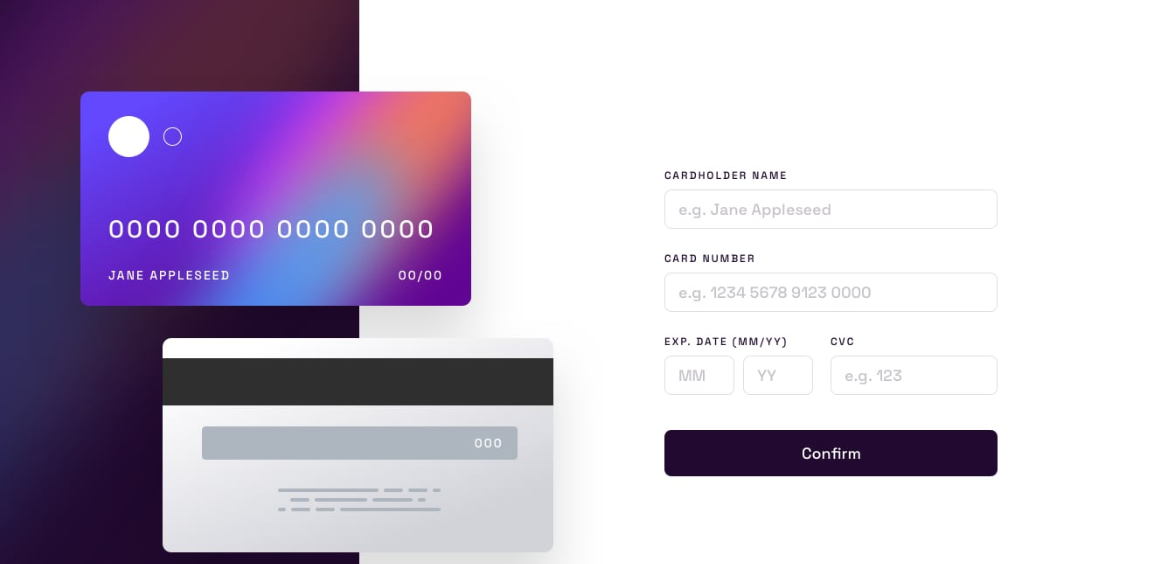 0000 0000 0000 0000
JANE APPLESEED 00/00
000
CARDHOLDER NAME
e.g. Jane Appleseed
CARD NUMBER
e.g. 1234 5678 9123 0000
EXP. DATE (MM/YY) CVC
MM YY e.g. 123
Confirm